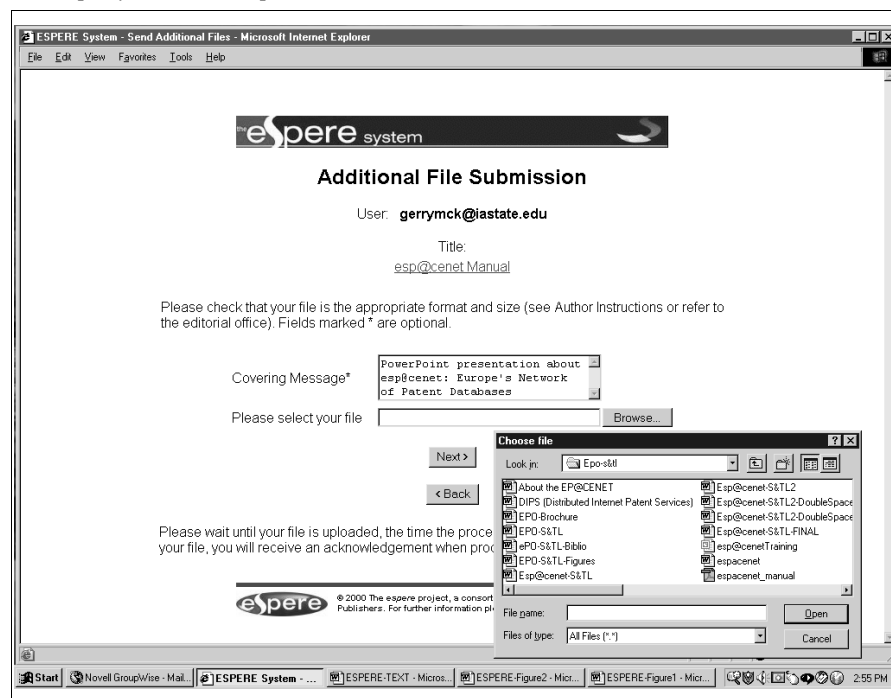 ESPERE System - Send Additional Files - Microsoft Internet Explorer
File Edit View Favorites Tools Help
the eSpere system
Additional File Submission
User: gerrymck@iastate.edu
Title:
esp@cenet Manual
Please check that your file is the appropriate format and size (see Author Instructions or refer to
the editorial office). Fields marked * are optional.
Covering Message*
PowerPoint presentation about
esp@cenet: Europe's Network
of Patent Databases
Please select your file
Browse...
Next >
< Back
Please wait until your file is uploaded, the time the proce
your file, you will receive an acknowledgement when proc
eSpere
© 2000 The espere project, a consort
Publishers. For further information pl
Choose file
Look in: Epo-s&tl
About the EP@CENET
DIPS (Distributed Internet Patent Services)
EPO-Brochure
EPO-S&TL
ePO-S&TL-Biblio
EPO-S&TL-Figures
Esp@cenet-S&TL
Esp@cenet-S&TL2
Esp@cenet-S&TL2-DoubleSpace
Esp@cenet-S&TL2-DoubleSpace
Esp@cenet-S&TL-FINAL
esp@cenetTraining
espacenet
espacenet_manual
File name:
Open
Files of type: All Files (*.*)
Cancel
Start Novell GroupWise - Mail... ESPERE System - ... ESPERE-TEXT - Micros... ESPERE-Figure2 - Micr... ESPERE-Figure1 - Micr... 2:55 PM